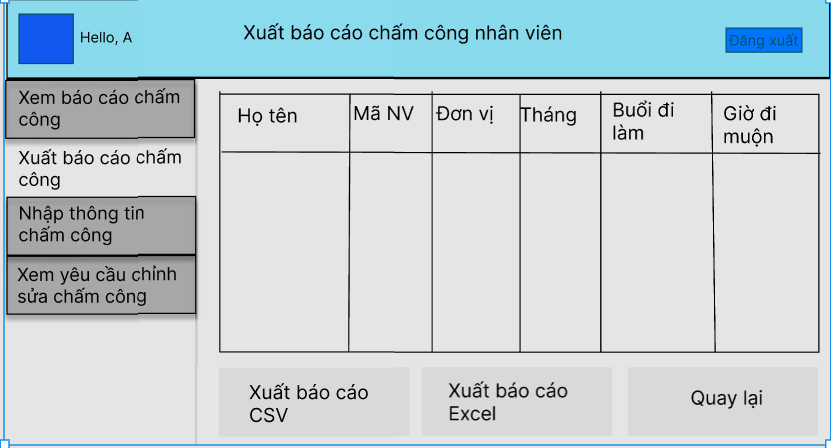 Hello, A
Xuất báo cáo chấm công nhân viên
Đăng xuất
Xem báo cáo chấm
công
Xuất báo cáo chấm
công
Nhập thông tin
chấm công
Xem yêu cầu chỉnh
sửa chấm công
Họ tên
Mã NV
Đơn vị
Tháng
Buổi đi
làm
Giờ đi
muộn
Xuất báo cáo
CSV
Xuất báo cáo
Excel
Quay lại